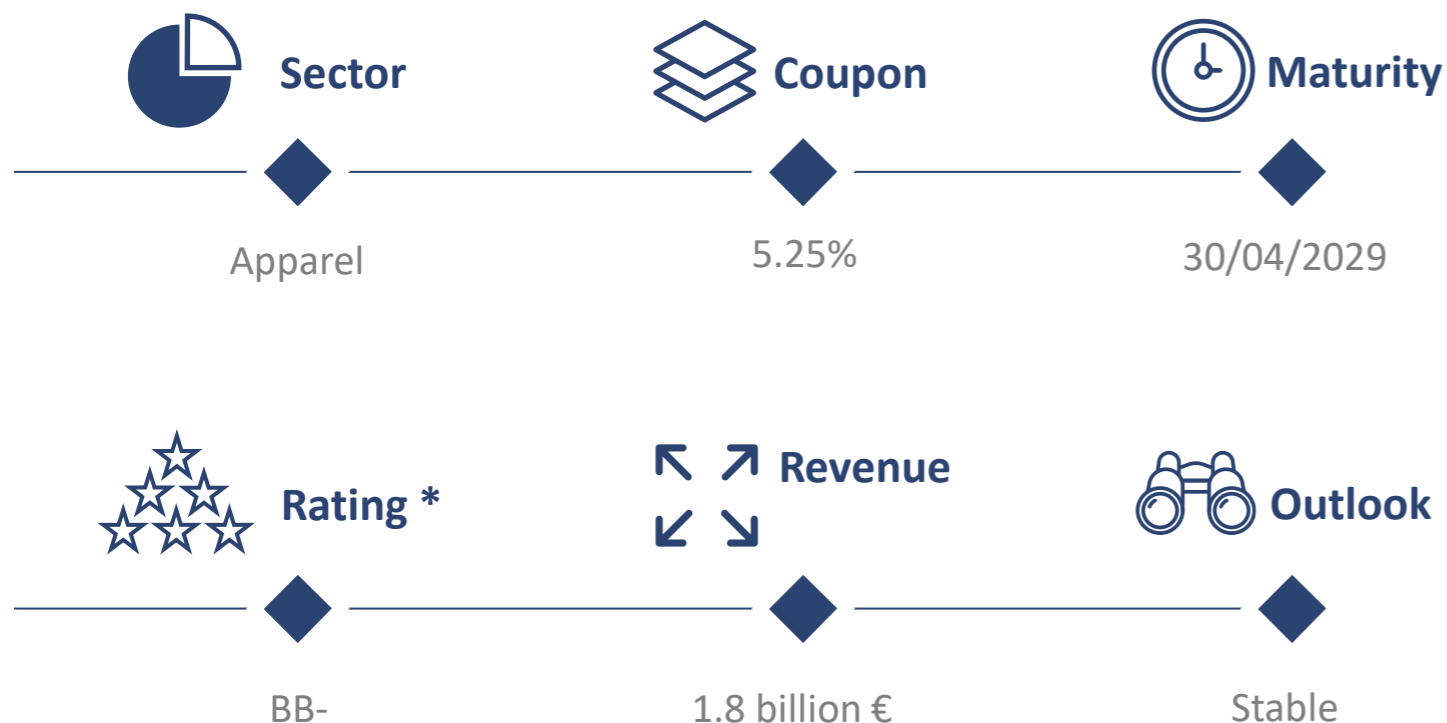 Sector
Coupon
Maturity
Apparel
5.25%
30/04/2029
Rating *
Revenue
Outlook
BB-
1.8 billion €
Stable